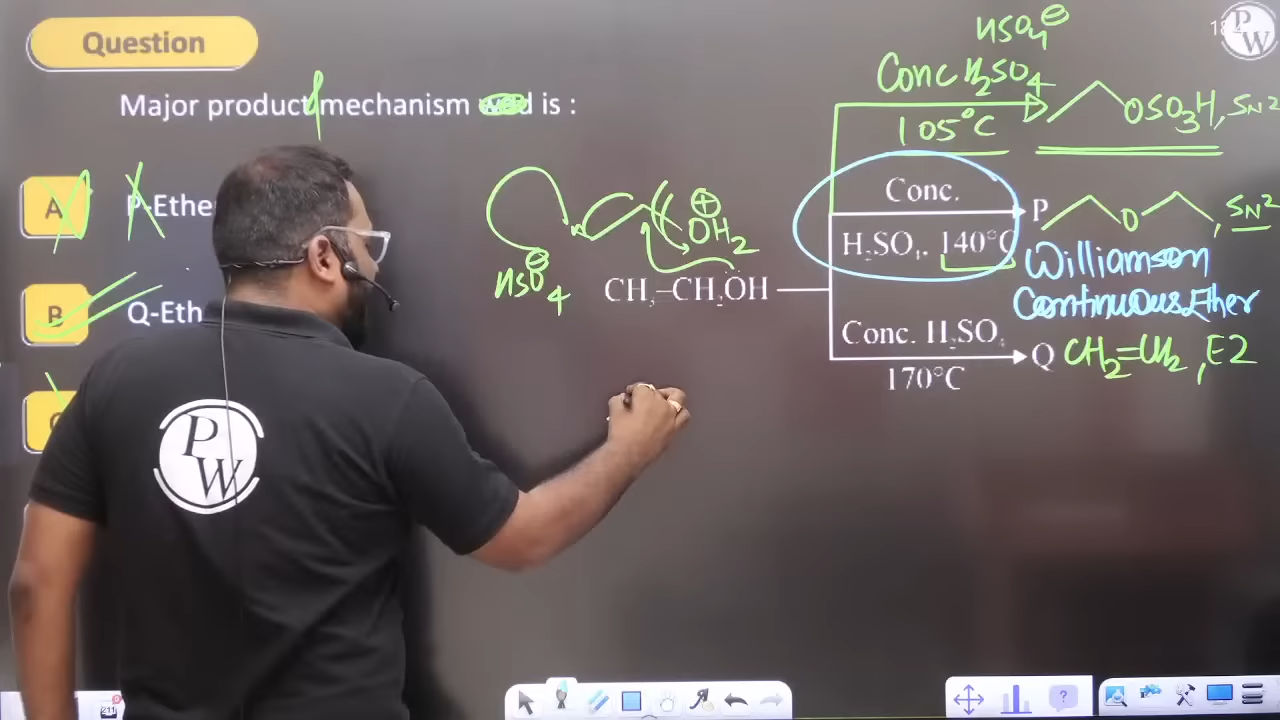 Question
Major product mechanism is :
A P-Ethe
B Q-Eth
HSO4⊖
Conc H2SO4
105°C
OSO3H, SN2
Conc.
H2SO4, 140°C
P
O
, SN2
Williamson
Continuous Ether
⊕
OH2
HSO4⊖
CH3–CH2OH
Conc. H2SO4
170°C
Q CH2=CH2, E2
PW
PW